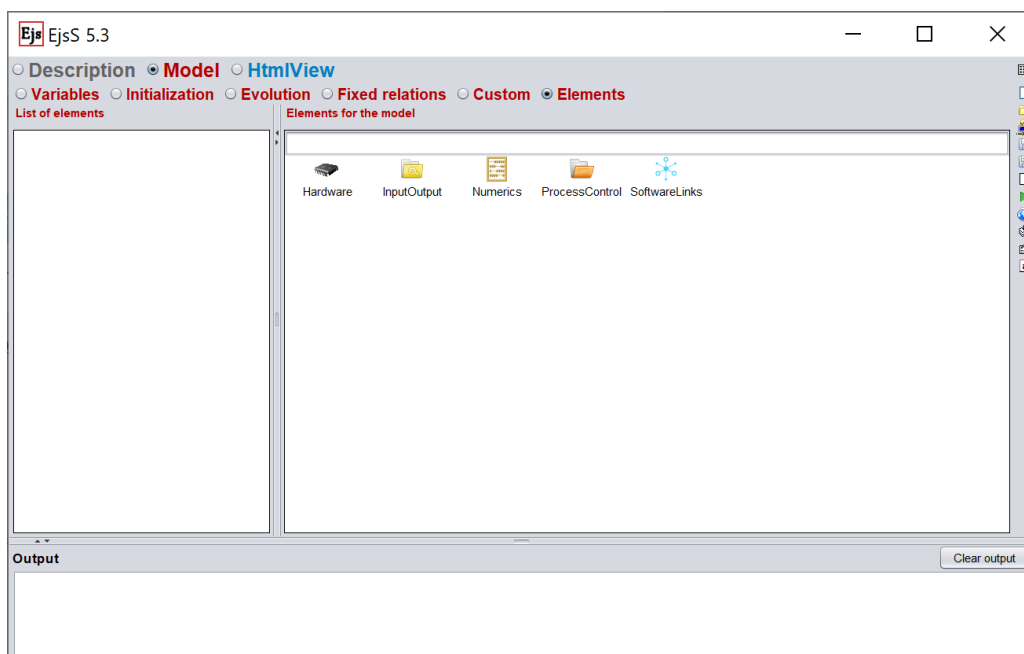 Ejs EjsS 5.3
Description Model HtmlView
Variables Initialization Evolution Fixed relations Custom Elements
List of elements Elements for the model
Hardware InputOutput Numerics ProcessControl SoftwareLinks
Output Clear output